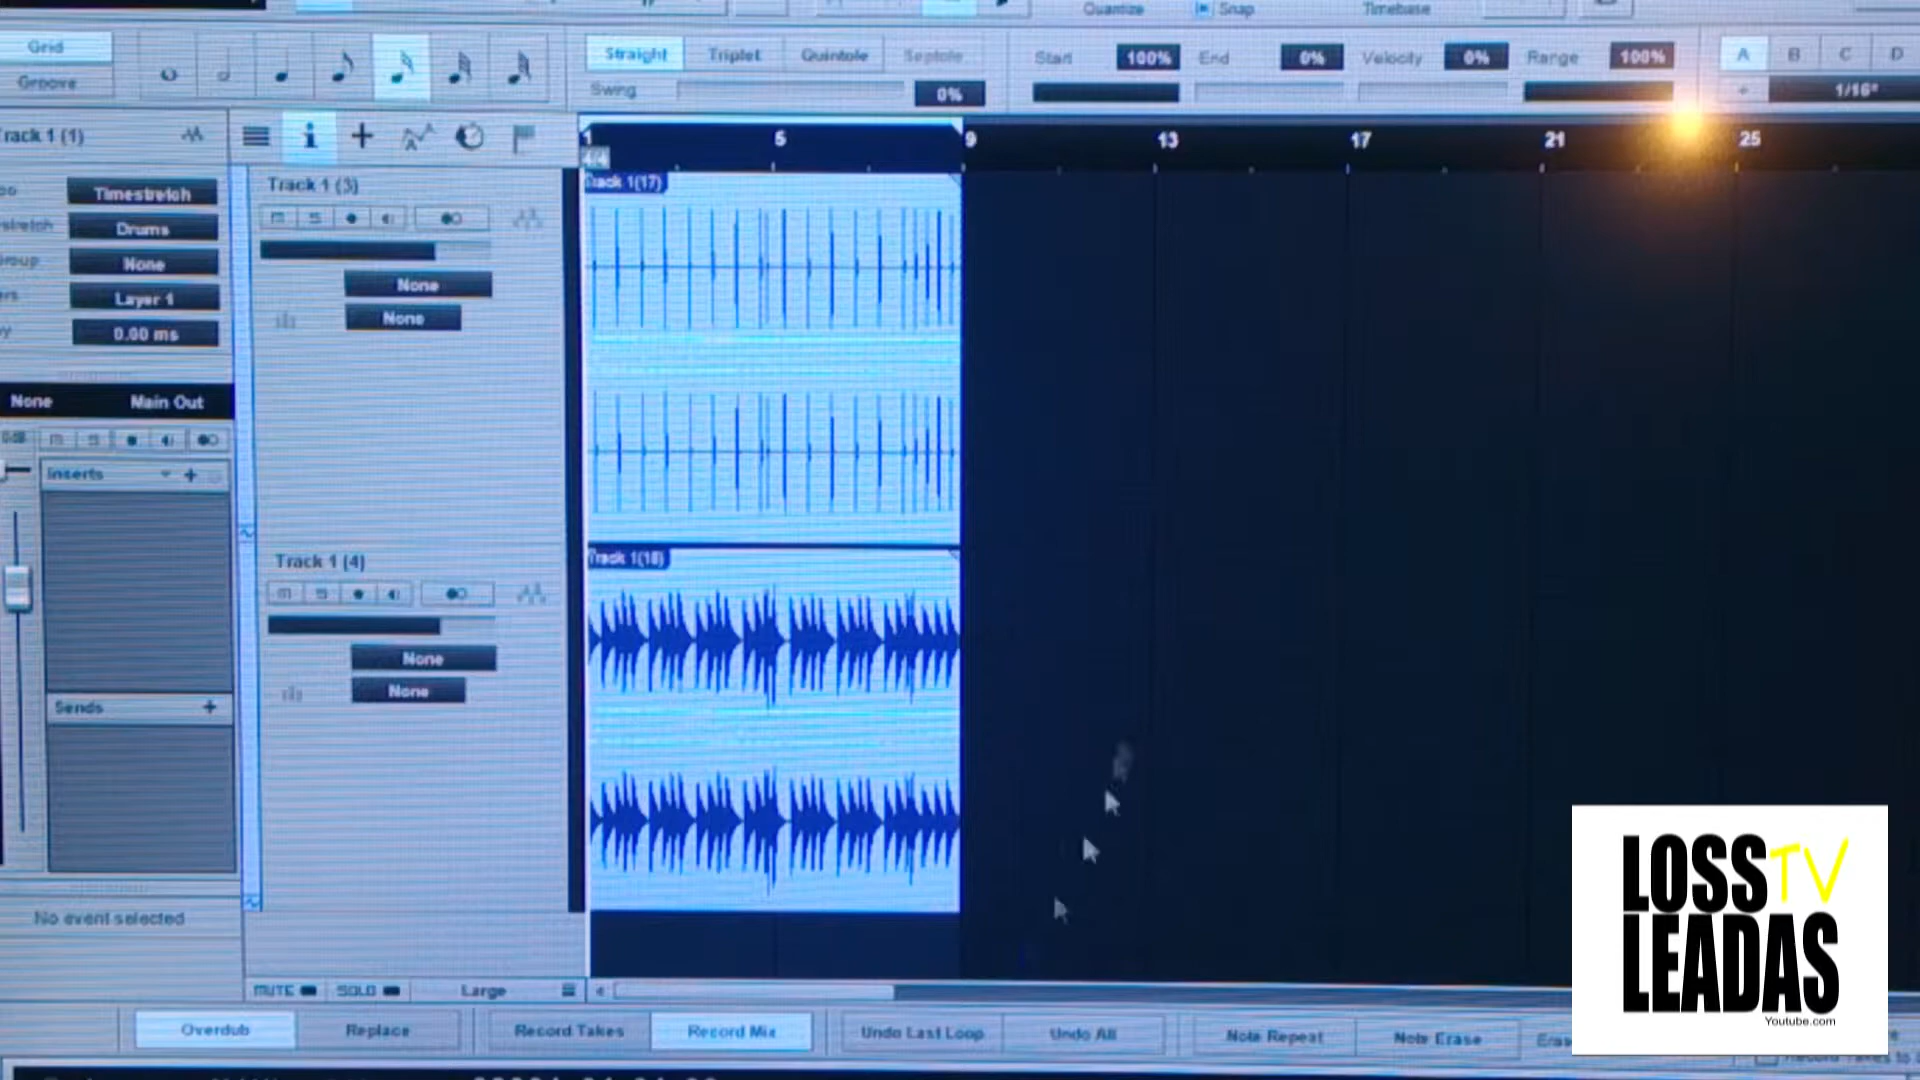 Quantize Snap Timebase
Grid
Groove
Straight Triplet Quintole Septole
Swing 0%
Start 100% End 0% Velocity 0% Range 100%
A B C D
1/16
rack 1 (1)
1 5 9 13 17 21 25
4/4
Timestretch
stretch Drums
roup None
Layer 1
0.00 ms
None Main Out
M S
Inserts
Sends
No event selected
Track 1 (3)
M S
None
None
Track 1(17)
Track 1 (4)
M S
None
None
Track 1(18)
MUTE SOLO Large
Overdub Replace Record Takes Record Mix Undo Last Loop Undo All Note Repeat Note Erase
LOSS TV
LEADAS
Youtube.com